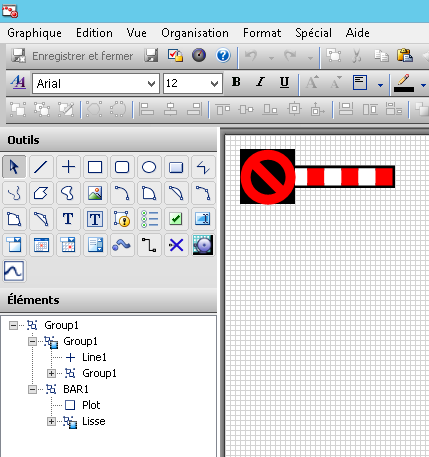 Graphique Edition Vue Organisation Format Spécial Aide
Enregistrer et fermer
A Arial 12 B I U A A A
Outils
T T
Éléments
Group1
Group1
Line1
Group1
BAR1
Plot
Lisse